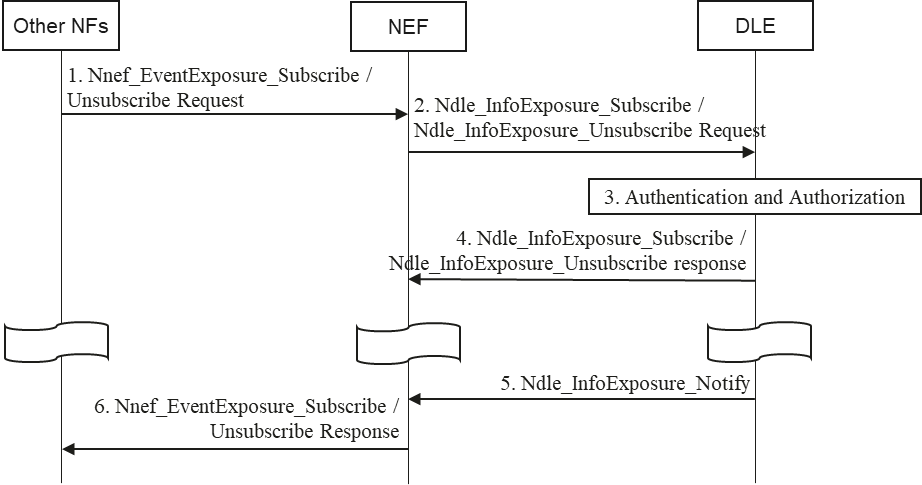 Other NFs
NEF
DLE
1. Nnef_EventExposure_Subscribe /
Unsubscribe Request
2. Ndle_InfoExposure_Subscribe /
Ndle_InfoExposure_Unsubscribe Request
3. Authentication and Authorization
4. Ndle_InfoExposure_Subscribe /
Ndle_InfoExposure_Unsubscribe response
5. Ndle_InfoExposure_Notify
6. Nnef_EventExposure_Subscribe /
Unsubscribe Response